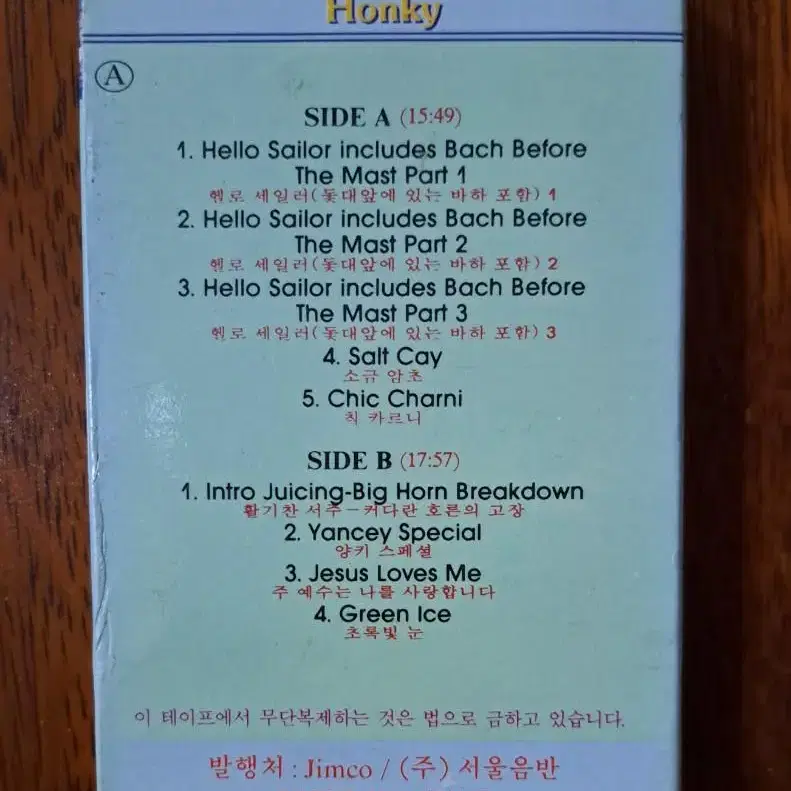 Honky
A
SIDE A (15:49)
1. Hello Sailor includes Bach Before
The Mast Part 1
헬로 세일러(돛대앞에 있는 바하 포함) 1
2. Hello Sailor includes Bach Before
The Mast Part 2
헬로 세일러(돛대앞에 있는 바하 포함) 2
3. Hello Sailor includes Bach Before
The Mast Part 3
헬로 세일러(돛대앞에 있는 바하 포함) 3
4. Salt Cay
소금 암초
5. Chic Charni
칙 카르니
SIDE B (17:57)
1. Intro Juicing-Big Horn Breakdown
활기찬 서주-커다란 호른의 고장
2. Yancey Special
양키 스페셜
3. Jesus Loves Me
주 예수는 나를 사랑합니다
4. Green Ice
초록빛 눈
이 테이프에서 무단복제하는 것은 법으로 금하고 있습니다.
발행처 : Jimco / (주) 서울음반